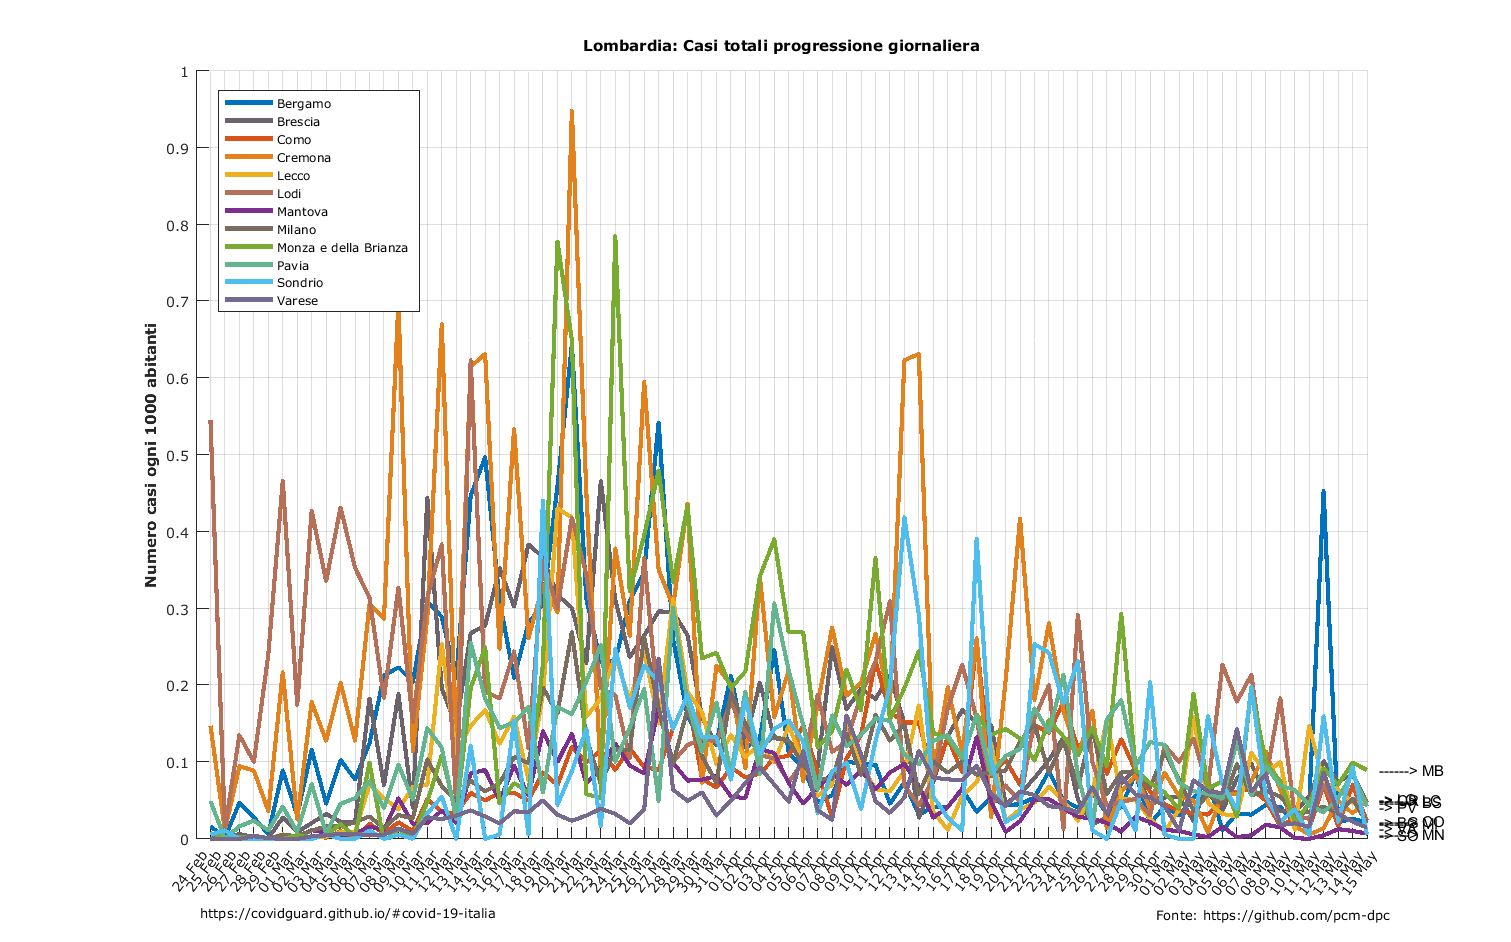 Lombardia: Casi totali progressione giornaliera
Numero casi ogni 1000 abitanti
1
0.9
0.8
0.7
0.6
0.5
0.4
0.3
0.2
0.1
0
Bergamo
Brescia
Como
Cremona
Lecco
Lodi
Mantova
Milano
Monza e della Brianza
Pavia
Sondrio
Varese
------> MB
24 Feb
25 Feb
26 Feb
27 Feb
28 Feb
29 Feb
01 Mar
02 Mar
03 Mar
04 Mar
05 Mar
06 Mar
07 Mar
08 Mar
09 Mar
10 Mar
11 Mar
12 Mar
13 Mar
14 Mar
15 Mar
16 Mar
17 Mar
18 Mar
19 Mar
20 Mar
21 Mar
22 Mar
23 Mar
24 Mar
25 Mar
26 Mar
27 Mar
28 Mar
29 Mar
30 Mar
31 Mar
01 Apr
02 Apr
03 Apr
04 Apr
05 Apr
06 Apr
07 Apr
08 Apr
09 Apr
10 Apr
11 Apr
12 Apr
13 Apr
14 Apr
15 Apr
16 Apr
17 Apr
18 Apr
19 Apr
20 Apr
21 Apr
22 Apr
23 Apr
24 Apr
25 Apr
26 Apr
27 Apr
28 Apr
29 Apr
30 Apr
01 May
02 May
03 May
04 May
05 May
06 May
07 May
08 May
09 May
10 May
11 May
12 May
13 May
14 May
15 May
https://covidguard.github.io/#covid-19-italia
Fonte: https://github.com/pcm-dpc